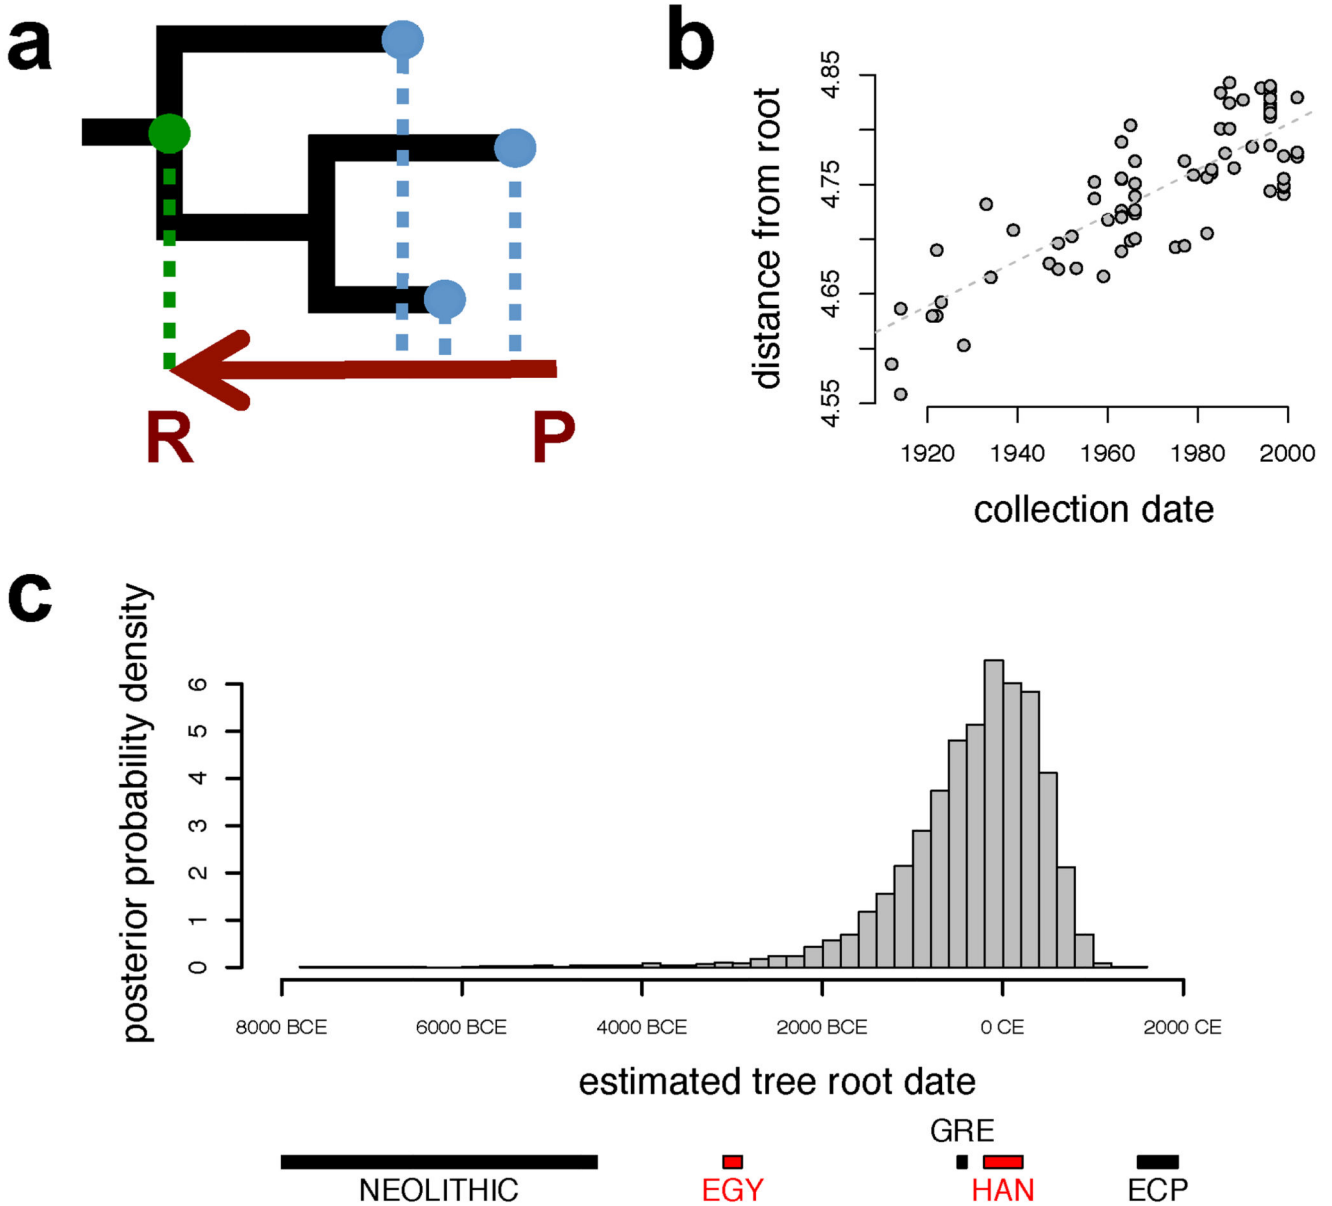 a
R P
b
distance from root
4.55 4.65 4.75 4.85
1920 1940 1960 1980 2000
collection date
c
posterior probability density
6
5
4
3
2
1
0
8000 BCE 6000 BCE 4000 BCE 2000 BCE 0 CE 2000 CE
estimated tree root date
GRE
NEOLITHIC EGY HAN ECP